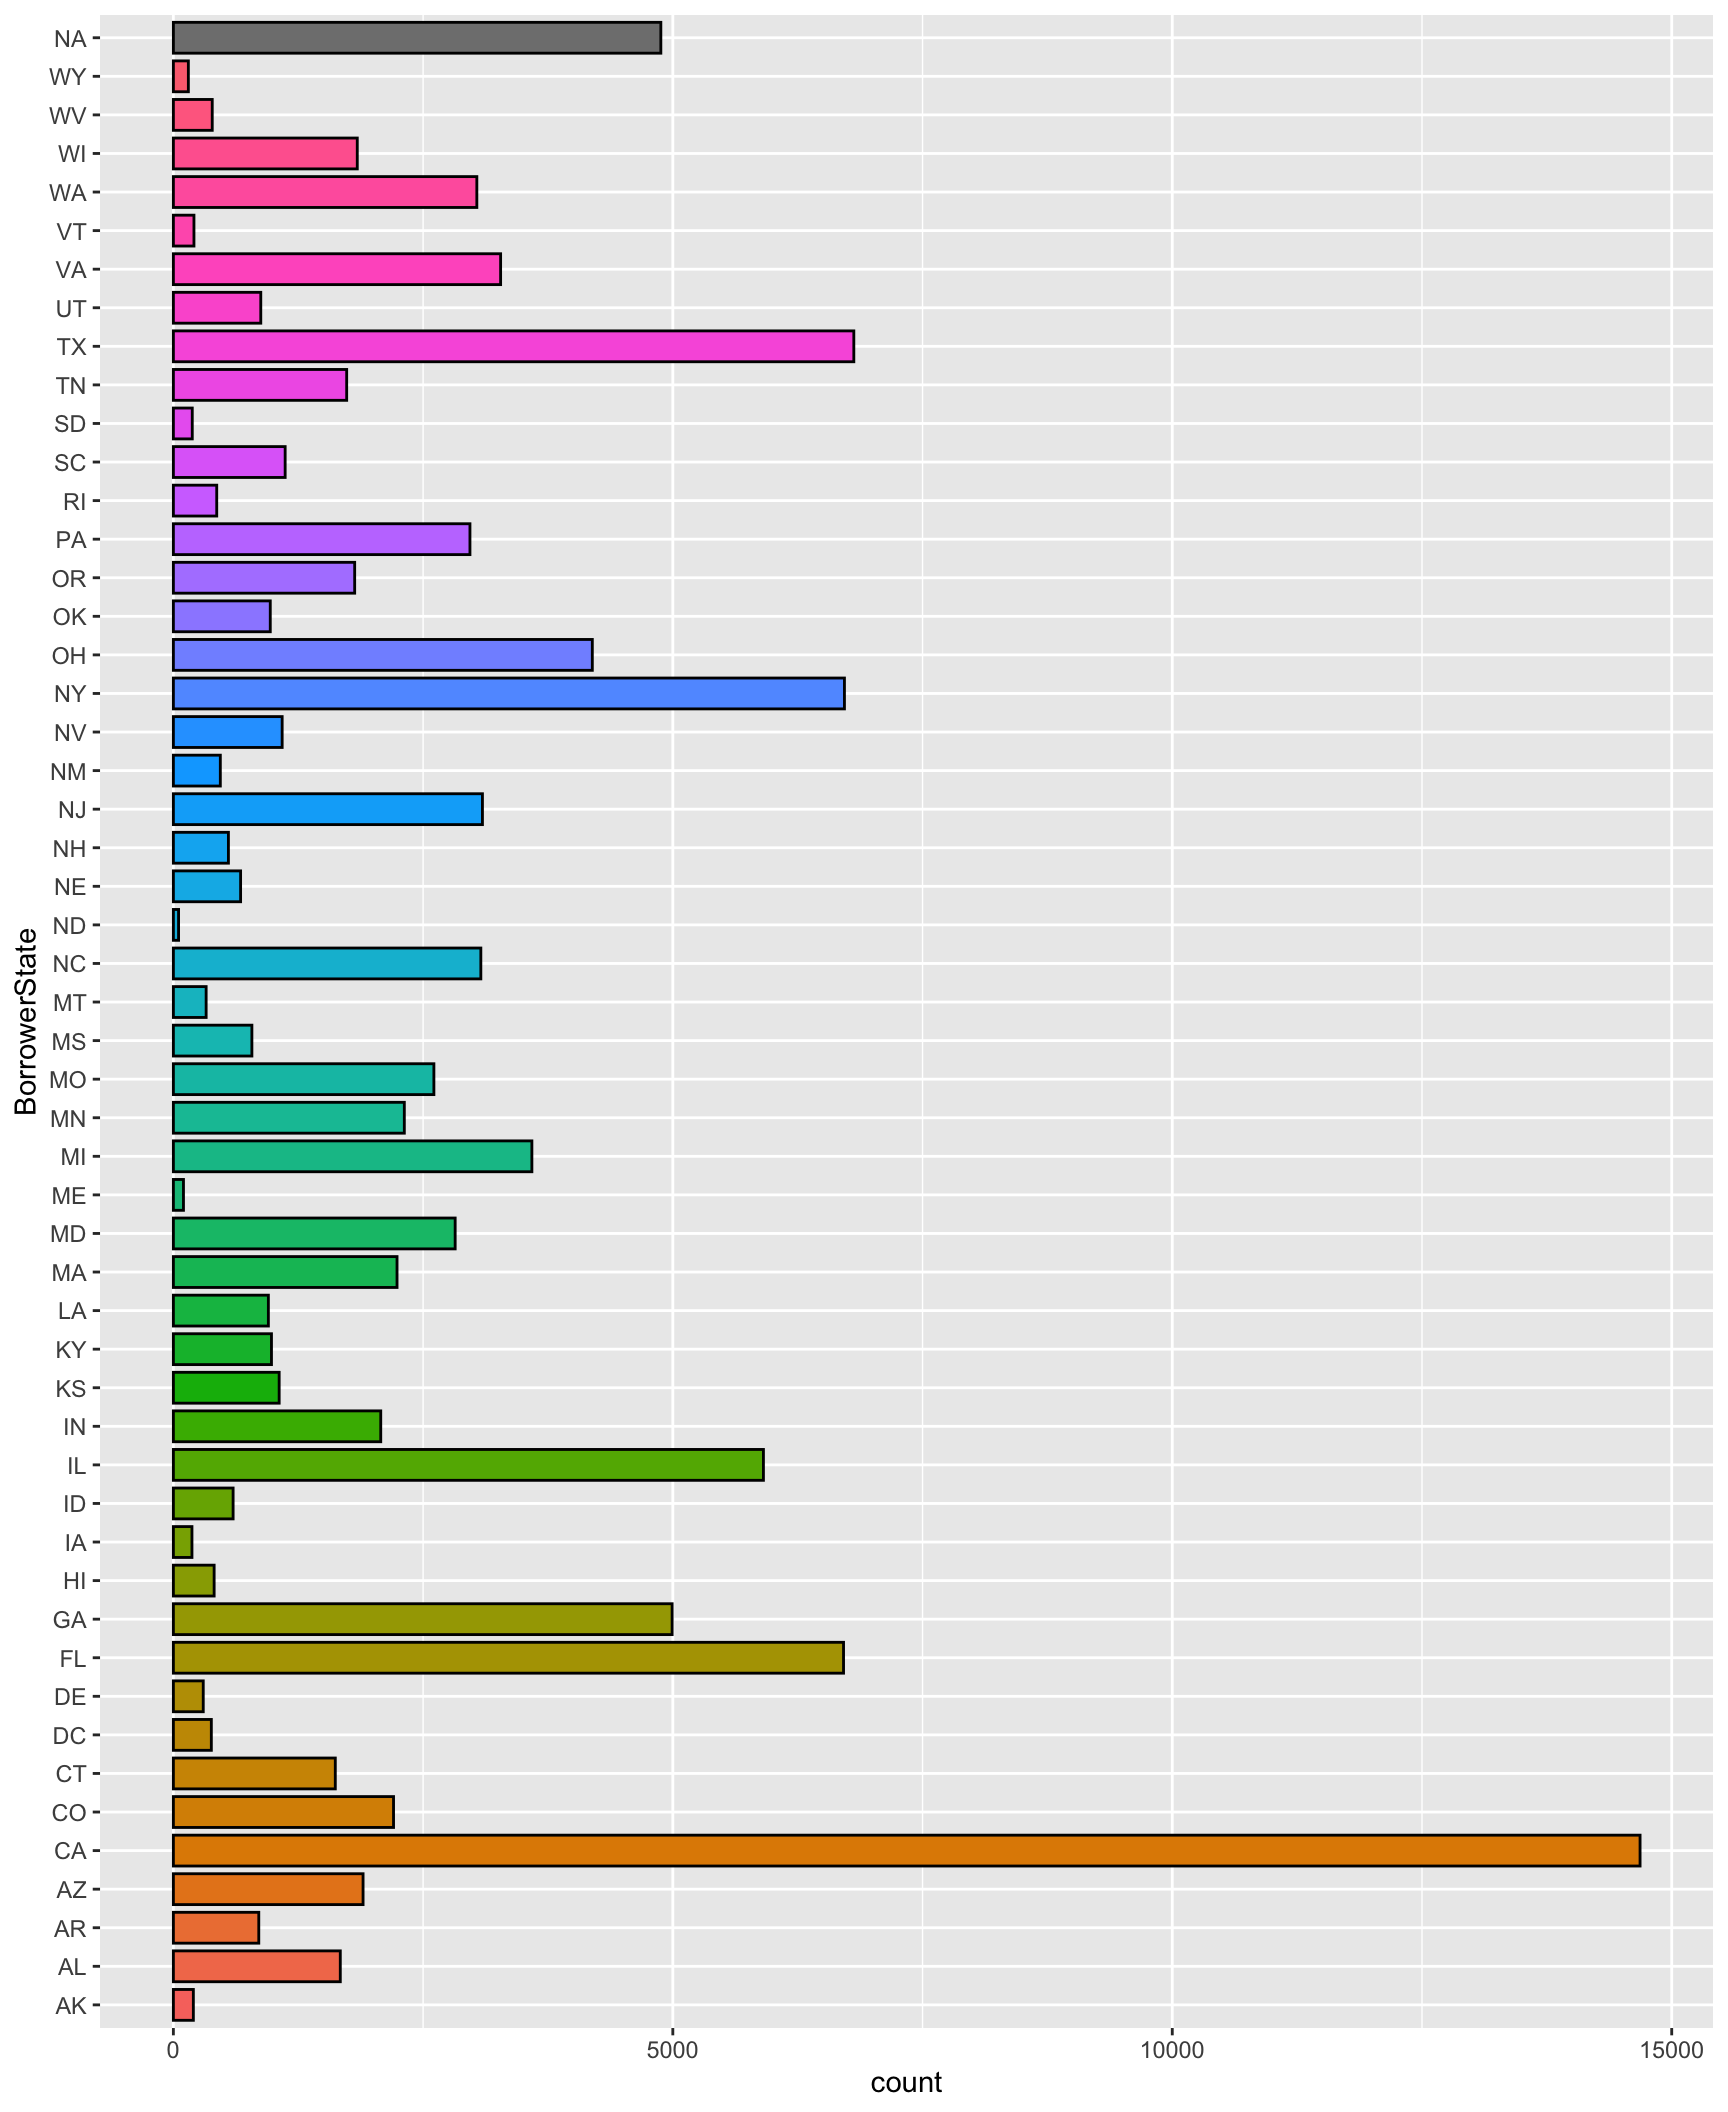 NA
WY
WV
WI
WA
VT
VA
UT
TX
TN
SD
SC
RI
PA
OR
OK
OH
NY
NV
NM
NJ
NH
NE
ND
NC
MT
MS
MO
MN
MI
ME
MD
MA
LA
KY
KS
IN
IL
ID
IA
HI
GA
FL
DE
DC
CT
CO
CA
AZ
AR
AL
AK
BorrowerState
0 5000 10000 15000
count